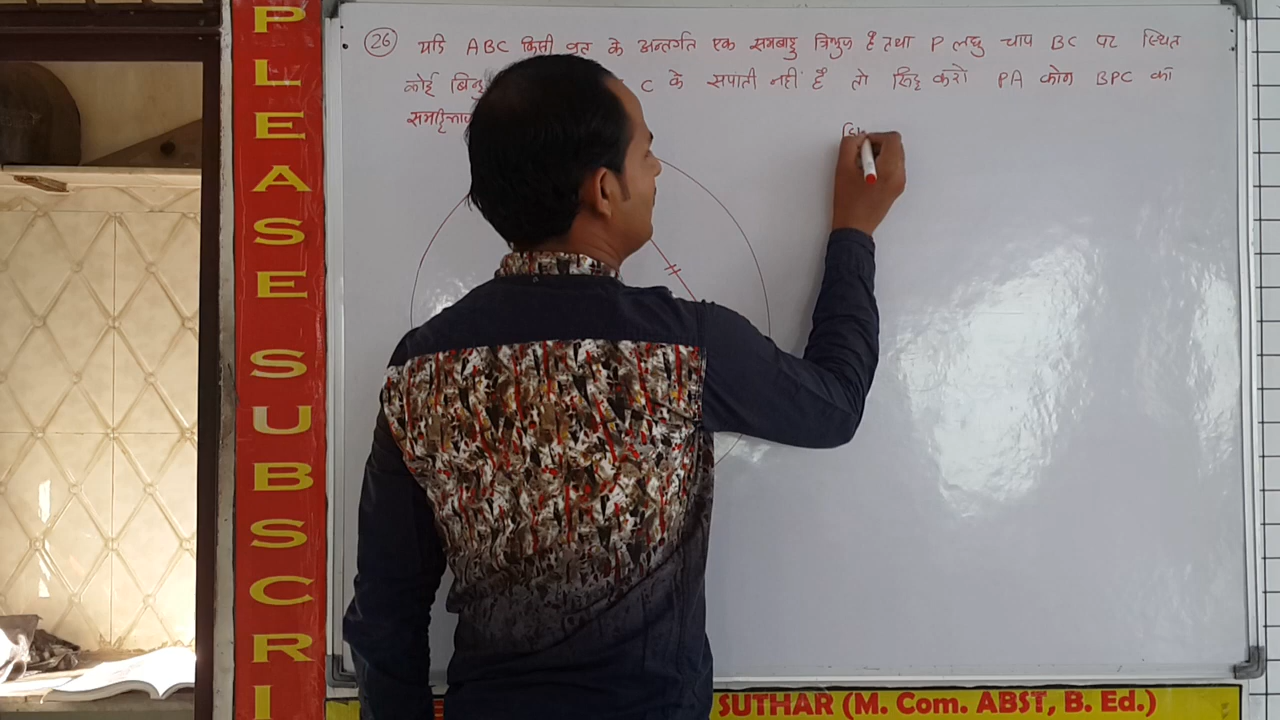 PLEASE SUBSCRI
26 यदि ABC किसी वृत के अन्तर्गत एक समबाहु त्रिभुज है तथा P लघु चाप BC पर स्थित
कोई बिन्दु C के सपाती नहीं है तो सिद्ध करो PA कोण BPC का
SUTHAR (M. Com. ABST, B. Ed.)